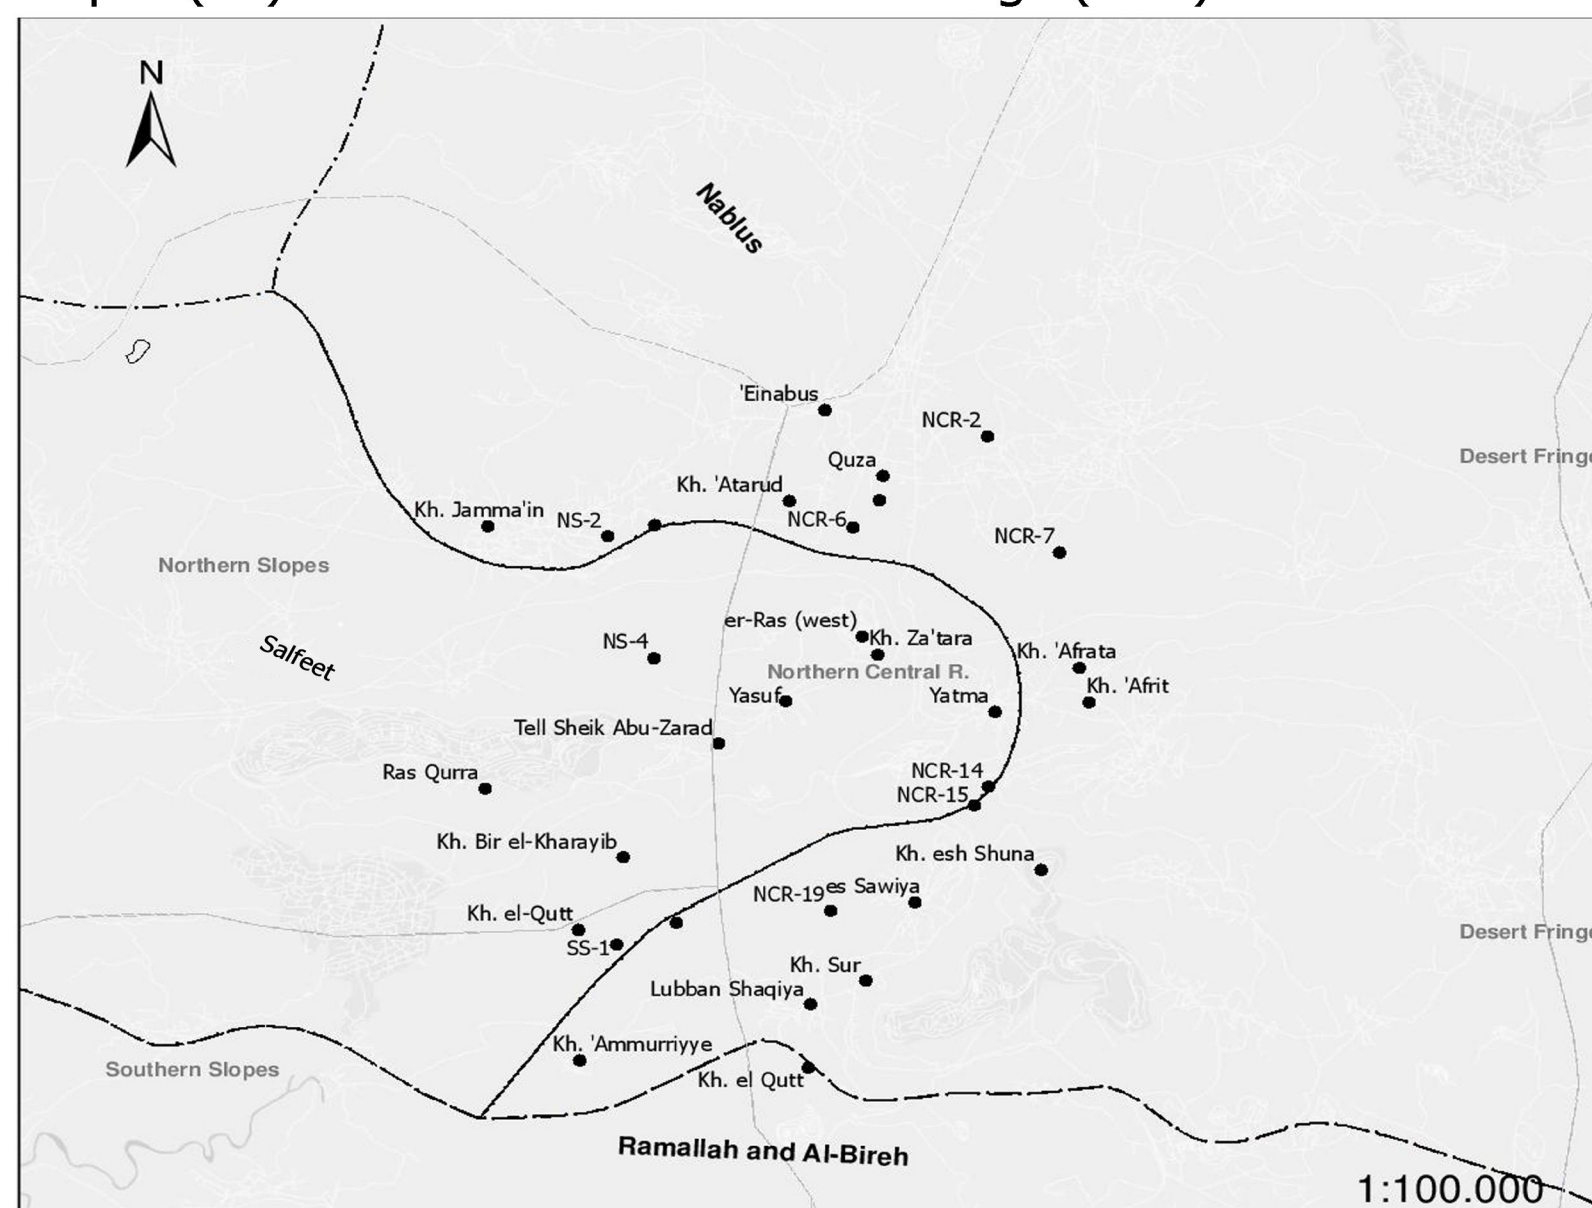 N
Nablus
'Einabus
NCR-2
Quza
Desert Fringe
Kh. 'Atarud
Kh. Jamma'in
NS-2
NCR-6
NCR-7
Northern Slopes
er-Ras (west)
Kh. Za'tara
NS-4
Salfeet
Kh. 'Afrata
Northern Central R.
Kh. 'Afrit
Yasuf
Yatma
Tell Sheik Abu-Zarad
Ras Qurra
NCR-14
NCR-15
Kh. Bir el-Kharayib
Kh. esh Shuna
NCR-19
es Sawiya
Kh. el-Qutt
Desert Fringe
SS-1
Kh. Sur
Lubban Shaqiya
Kh. 'Ammurriyye
Southern Slopes
Kh. el Qutt
Ramallah and Al-Bireh
1:100.000